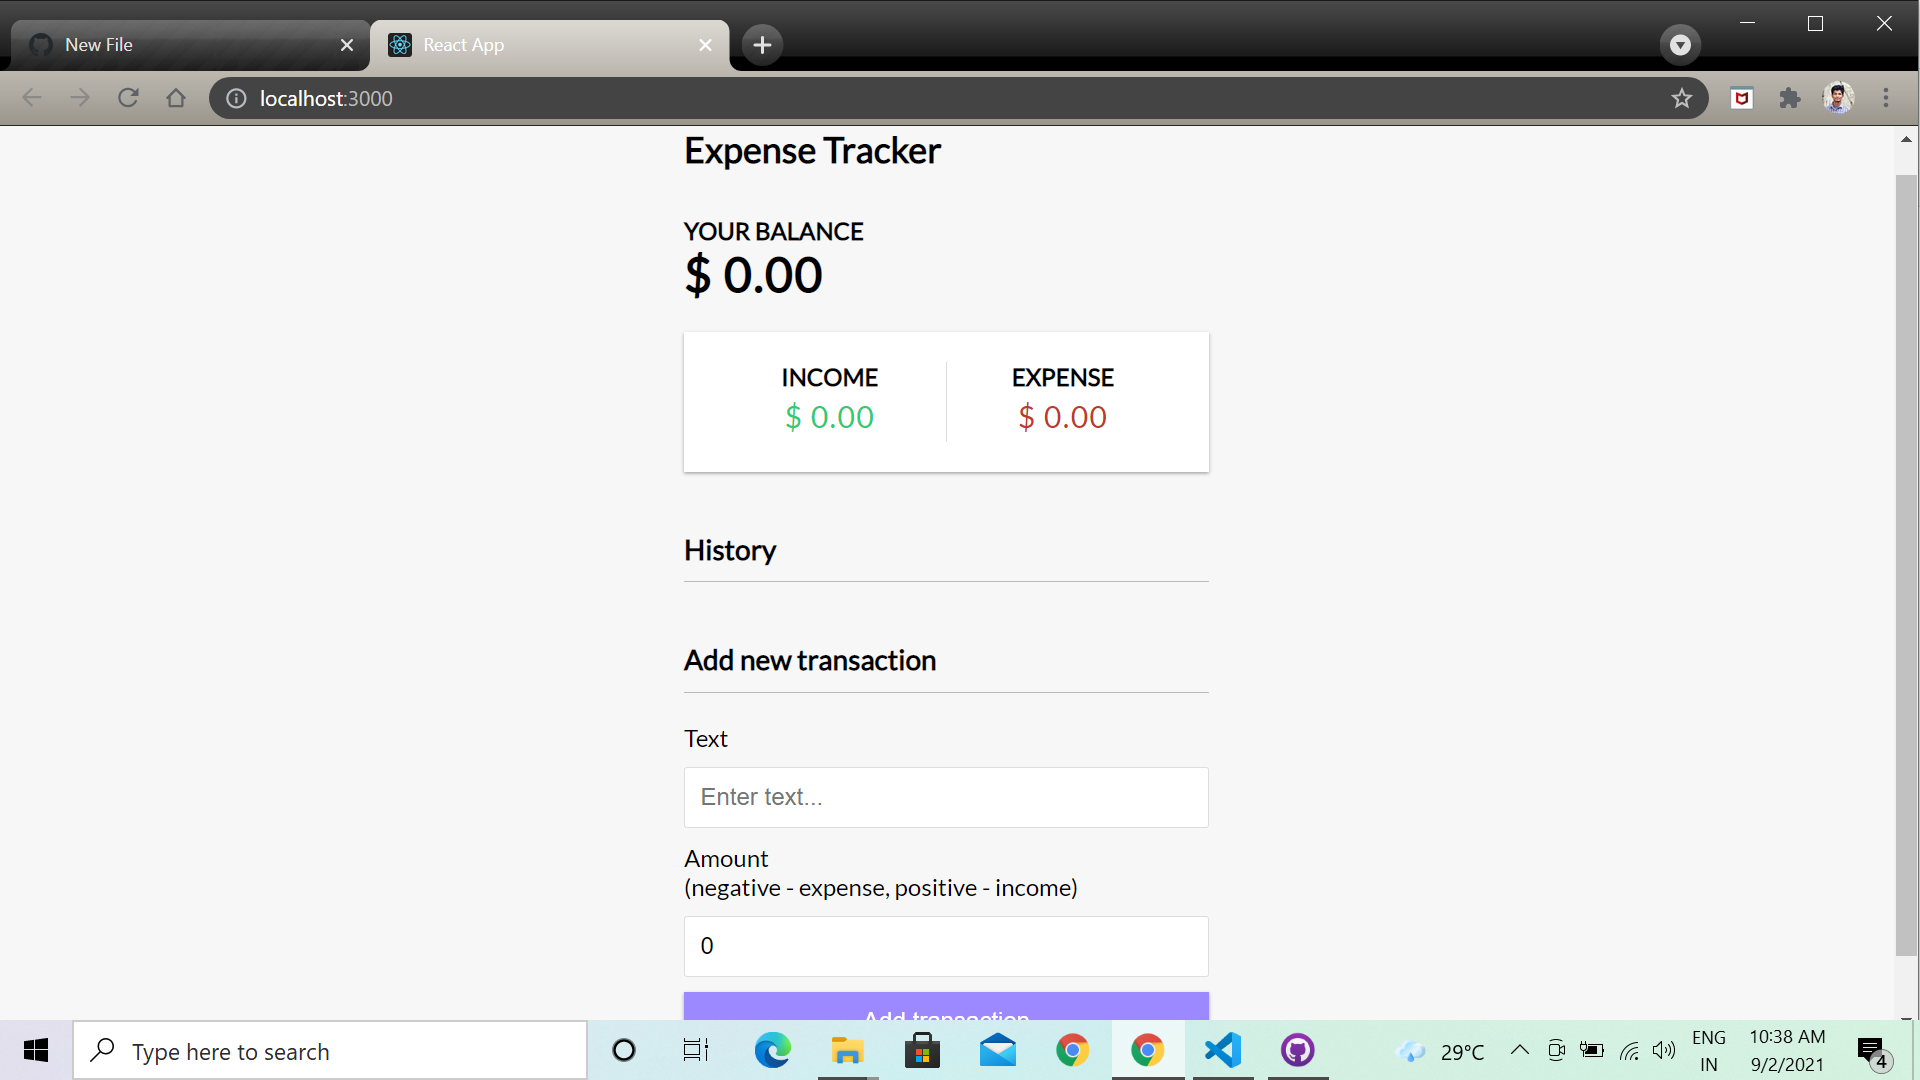 New File
React App
localhost:3000
Expense Tracker
YOUR BALANCE
$ 0.00
INCOME
EXPENSE
$ 0.00
$ 0.00
History
Add new transaction
Text
Enter text...
Amount
(negative - expense, positive - income)
0
Add transaction
Type here to search
29°C
ENG
IN
10:38 AM
9/2/2021
4